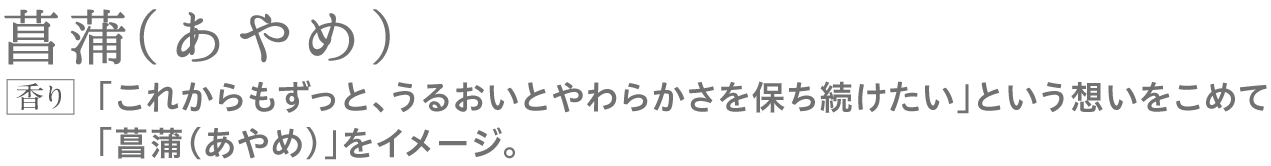 菖蒲（あやめ）
香り 「これからもずっと、うるおいとやわらかさを保ち続けたい」という想いをこめて
「菖蒲（あやめ）」をイメージ。